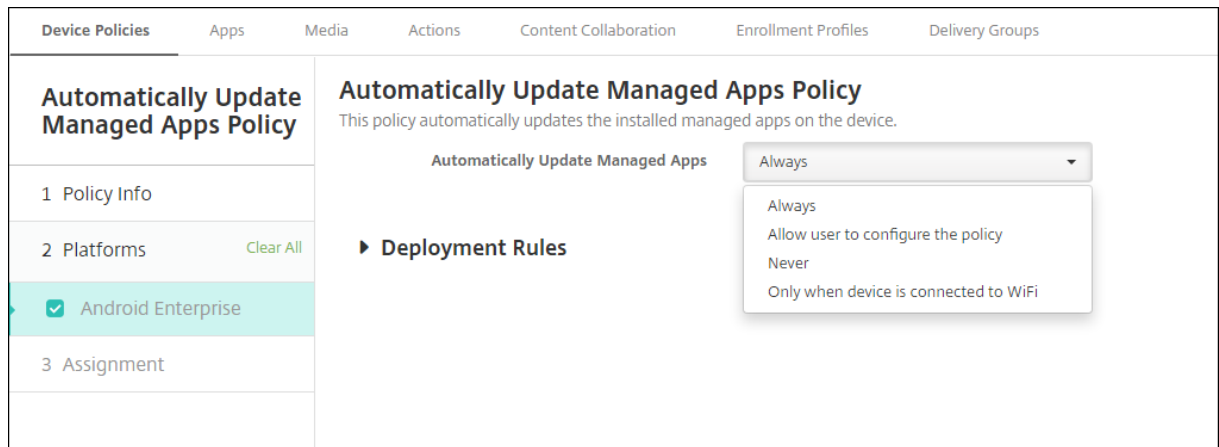 Device Policies Apps Media Actions Content Collaboration Enrollment Profiles Delivery Groups
Automatically Update
Managed Apps Policy
1 Policy Info
2 Platforms Clear All
Android Enterprise
3 Assignment
Automatically Update Managed Apps Policy
This policy automatically updates the installed managed apps on the device.
Automatically Update Managed Apps Always
Always
Allow user to configure the policy
Never
Only when device is connected to WiFi
Deployment Rules